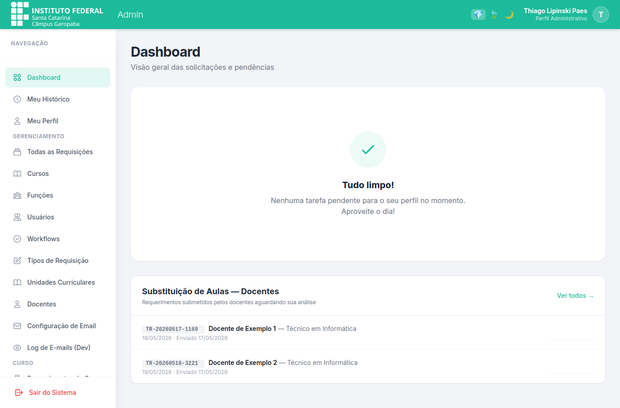 INSTITUTO FEDERAL
Santa Catarina
Câmpus Garopaba
Admin
Thiago Lipinski Paes
Perfil Administrativo
T
NAVEGAÇÃO
Dashboard
Meu Histórico
Meu Perfil
GERENCIAMENTO
Todas as Requisições
Cursos
Funções
Usuários
Workflows
Tipos de Requisição
Unidades Curriculares
Docentes
Configuração de Email
Log de E-mails (Dev)
CURSO
Sair do Sistema
Dashboard
Visão geral das solicitações e pendências
Tudo limpo!
Nenhuma tarefa pendente para o seu perfil no momento.
Aproveite o dia!
Substituição de Aulas — Docentes
Requerimentos submetidos pelos docentes aguardando sua análise
Ver todos →
TR-20260517-1169 Docente de Exemplo 1 — Técnico em Informática
18/05/2026 · Enviado 17/05/2026
TR-20260518-3221 Docente de Exemplo 2 — Técnico em Informática
19/05/2026 · Enviado 17/05/2026